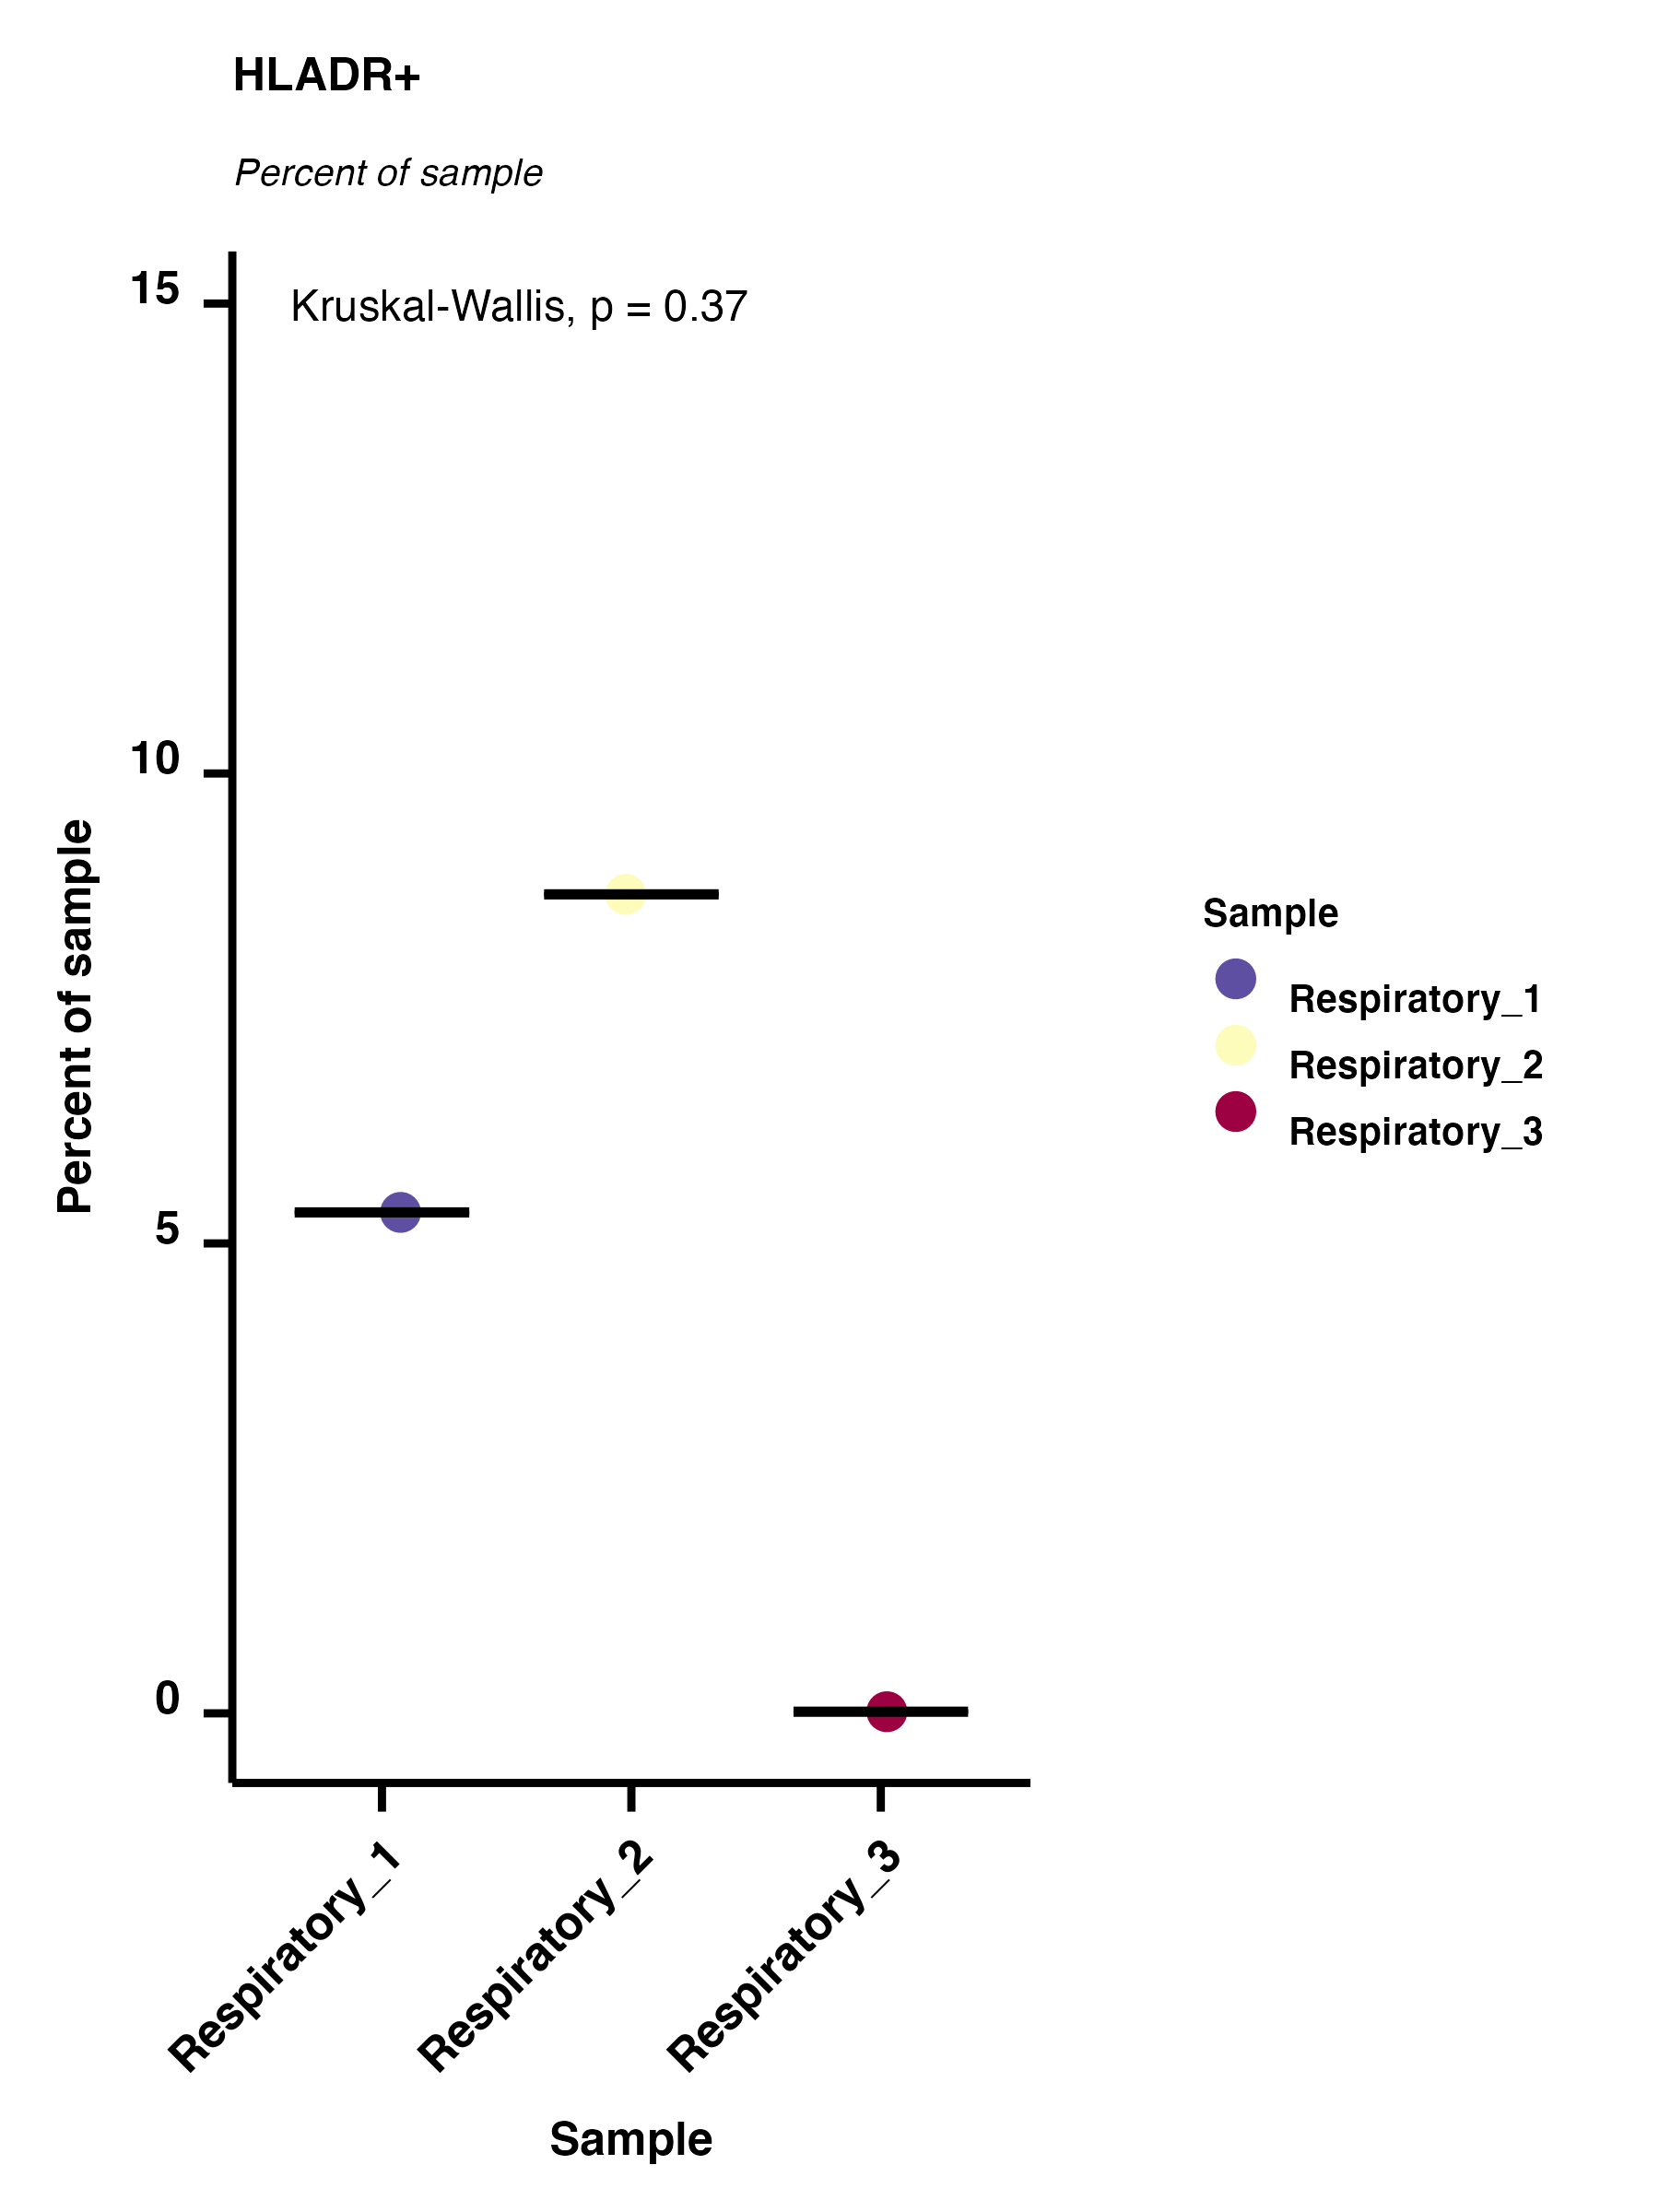 HLADR+
Percent of sample
Kruskal-Wallis, p = 0.37
15
10
5
0
Percent of sample
Respiratory_1
Respiratory_2
Respiratory_3
Sample
Sample
Respiratory_1
Respiratory_2
Respiratory_3